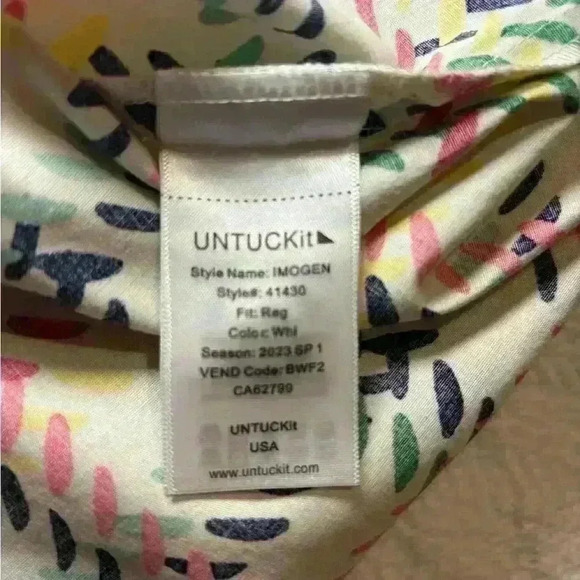 UNTUCKit
Style Name: IMOGEN
Style#: 41430
Fit: Reg
Color: Whi
Season: 2023 SP 1
VEND Code: BWF2
CA62799
UNTUCKit
USA
www.untuckit.com